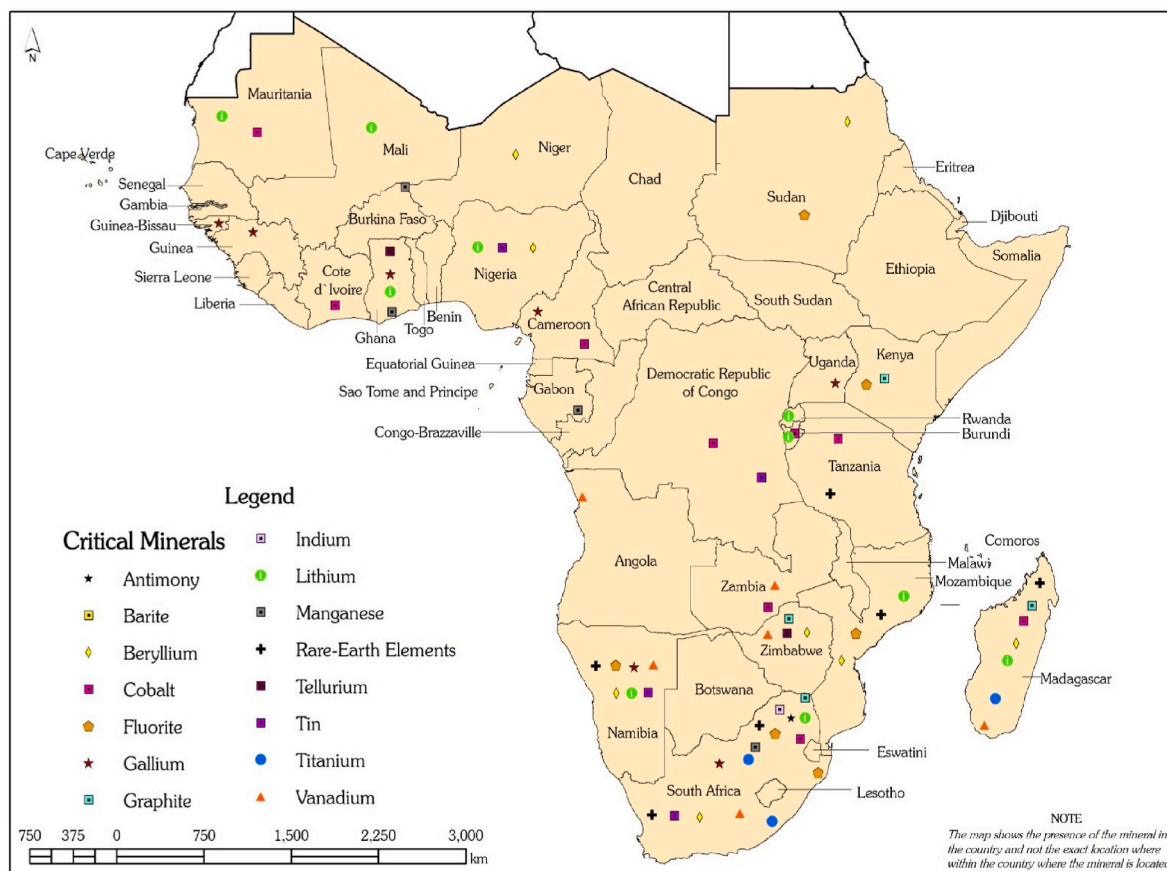 N
Mauritania
Mali
Niger
Chad
Sudan
Eritrea
Cape Verde
Senegal
Gambia
Guinea-Bissau
Guinea
Sierra Leone
Liberia
Burkina Faso
Cote
d`Ivoire
Ghana
Togo
Benin
Nigeria
Cameroon
Central
African Republic
South Sudan
Ethiopia
Djibouti
Somalia
Equatorial Guinea
Sao Tome and Principe
Gabon
Congo-Brazzaville
Democratic Republic
of Congo
Uganda
Kenya
Rwanda
Burundi
Tanzania
Angola
Zambia
Malawi
Mozambique
Comoros
Zimbabwe
Botswana
Namibia
Madagascar
Eswatini
South Africa
Lesotho
Legend
Critical Minerals
Antimony
Barite
Beryllium
Cobalt
Fluorite
Gallium
Graphite
Indium
Lithium
Manganese
Rare-Earth Elements
Tellurium
Tin
Titanium
Vanadium
750 375 0 750 1,500 2,250 3,000
km
NOTE
The map shows the presence of the mineral in
the country and not the exact location where
within the country where the mineral is located